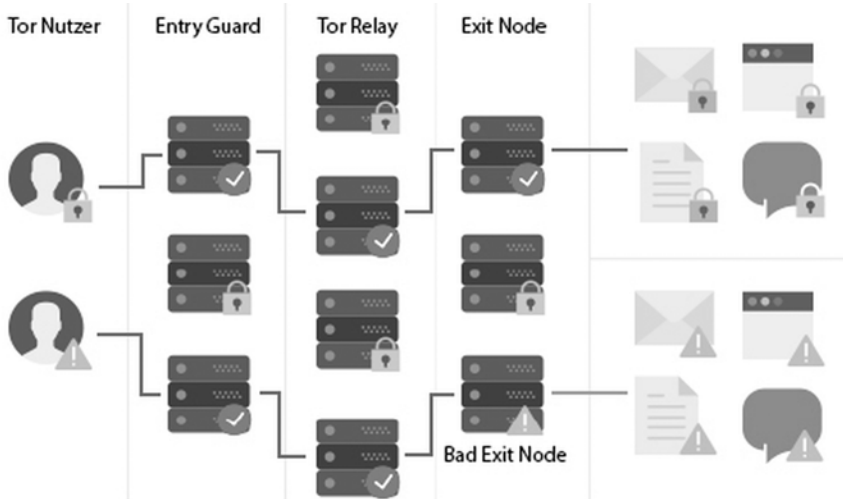 Tor Nutzer
Entry Guard
Tor Relay
Exit Node
Bad Exit Node